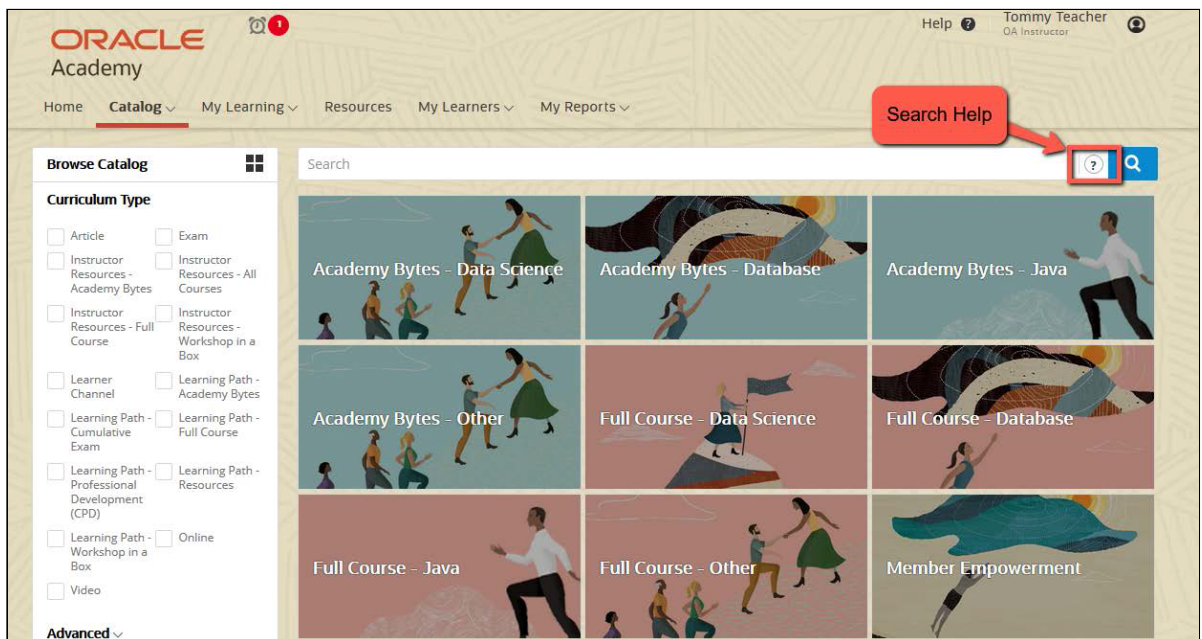 ORACLE
Academy
1
Help ?
Tommy Teacher
OA Instructor
Home
Catalog
My Learning
Resources
My Learners
My Reports
Search Help
Browse Catalog
Search
?
Curriculum Type
Article
Exam
Instructor
Resources -
Academy Bytes
Instructor
Resources - All
Courses
Instructor
Resources - Full
Course
Instructor
Resources -
Workshop in a
Box
Learner
Channel
Learning Path -
Academy Bytes
Learning Path -
Cumulative
Exam
Learning Path -
Full Course
Learning Path -
Professional
Development
(CPD)
Learning Path -
Resources
Learning Path -
Workshop in a
Box
Online
Video
Advanced
Academy Bytes - Data Science
Academy Bytes - Database
Academy Bytes - Java
Academy Bytes - Other
Full Course - Data Science
Full Course - Database
Full Course - Java
Full Course - Other
Member Empowerment